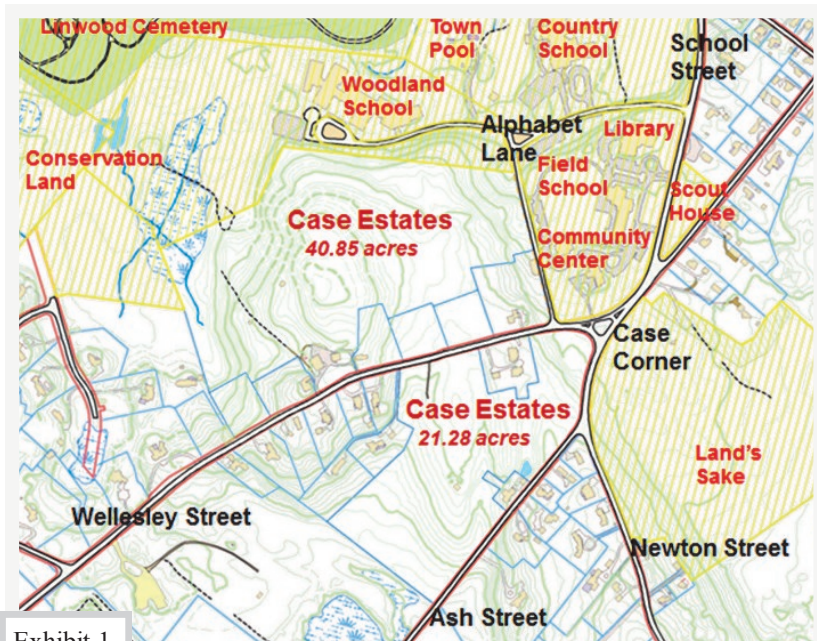 Linwood Cemetery
Town
Pool
Country
School
School
Street
Woodland
School
Alphabet
Lane
Library
Conservation
Land
Field
School
Scout
House
Case Estates
40.85 acres
Community
Center
Case
Corner
Case Estates
21.28 acres
Land's
Sake
Wellesley Street
Newton Street
Ash Street
Exhibit 1